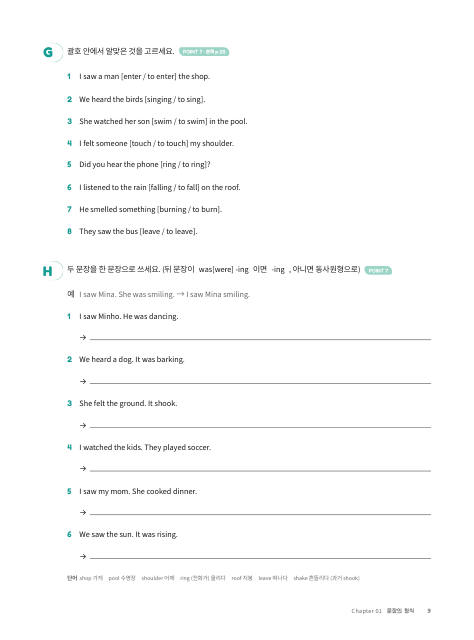 G 괄호 안에서 알맞은 것을 고르세요.
1 I saw a man [enter / to enter] the shop.
2 We heard the birds [singing / to sing].
3 She watched her son [swim / to swim] in the pool.
4 I felt someone [touch / to touch] my shoulder.
5 Did you hear the phone [ring / to ring]?
6 I listened to the rain [falling / to fall] on the roof.
7 He smelled something [burning / to burn].
8 They saw the bus [leave / to leave].
H 두 문장을 한 문장으로 쓰세요. (뒤 문장이 was[were] -ing 이면 -ing , 아니면 동사원형으로) POINT 7
예 I saw Mina. She was smiling. → I saw Mina smiling.
1 I saw Minho. He was dancing.
→
2 We heard a dog. It was barking.
→
3 She felt the ground. It shook.
→
4 I watched the kids. They played soccer.
→
5 I saw my mom. She cooked dinner.
→
6 We saw the sun. It was rising.
→
단어 shop 가게 pool 수영장 shoulder 어깨 ring (전화가) 울리다 roof 지붕 leave 떠나다 shake 흔들리다 (과거 shook)
Chapter 01 문장의 형식 9